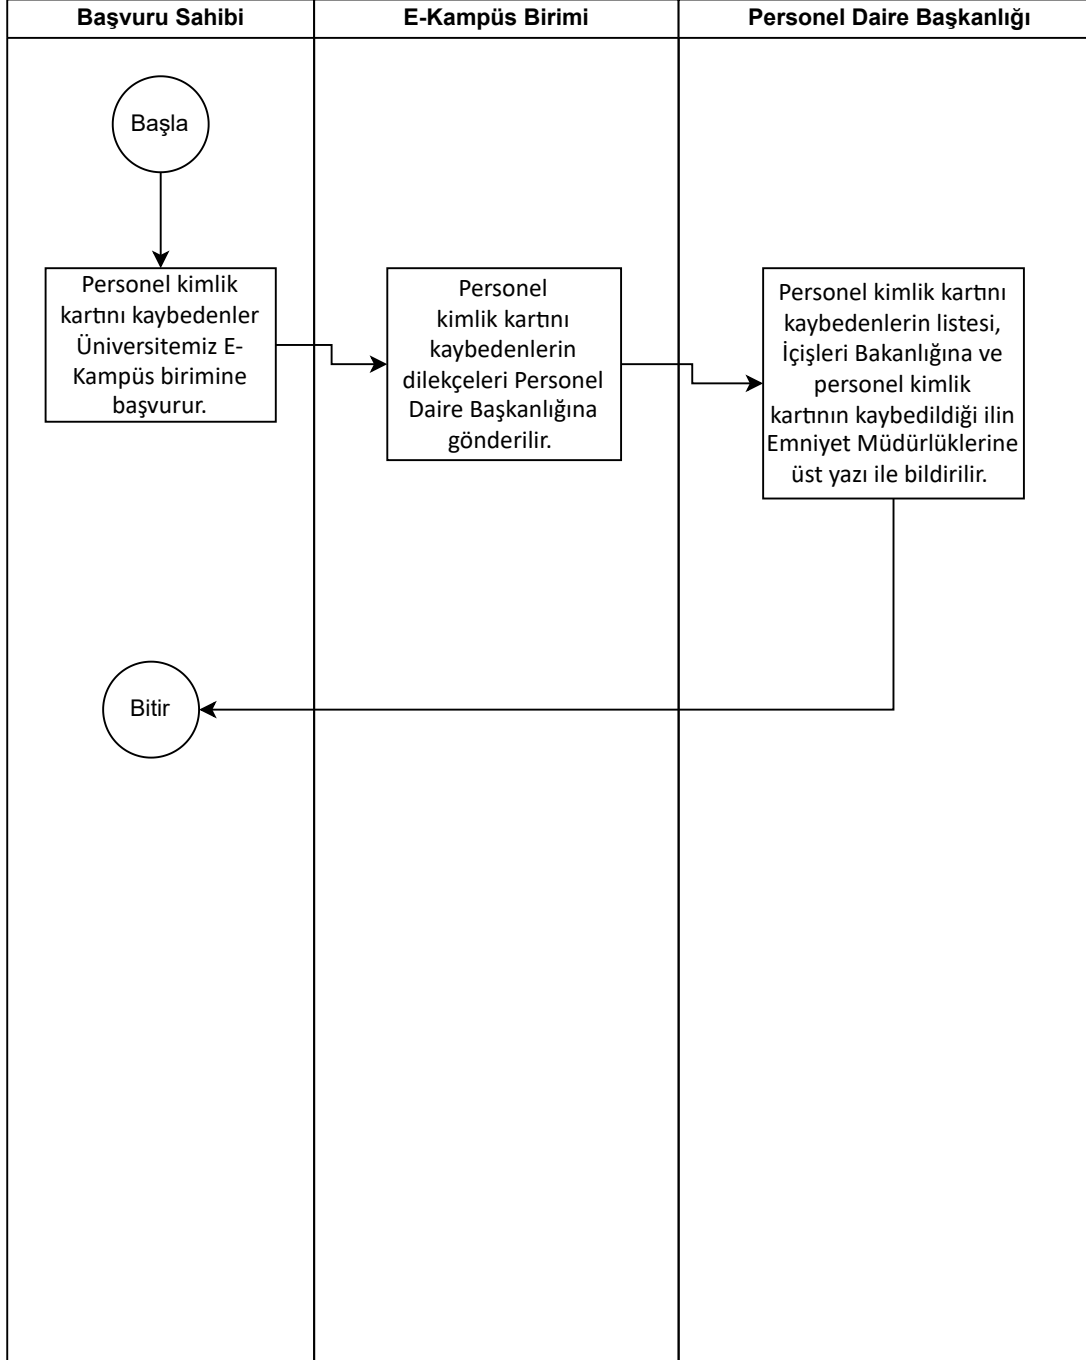 Başvuru Sahibi
E-Kampüs Birimi
Personel Daire Başkanlığı
Başla
Personel kimlik
kartını kaybedenler
Üniversitemiz E-
Kampüs birimine
başvurur.
Personel
kimlik kartını
kaybedenlerin
dilekçeleri Personel
Daire Başkanlığına
gönderilir.
Personel kimlik kartını
kaybedenlerin listesi,
İçişleri Bakanlığına ve
personel kimlik
kartının kaybedildiği ilin
Emniyet Müdürlüklerine
üst yazı ile bildirilir.
Bitir